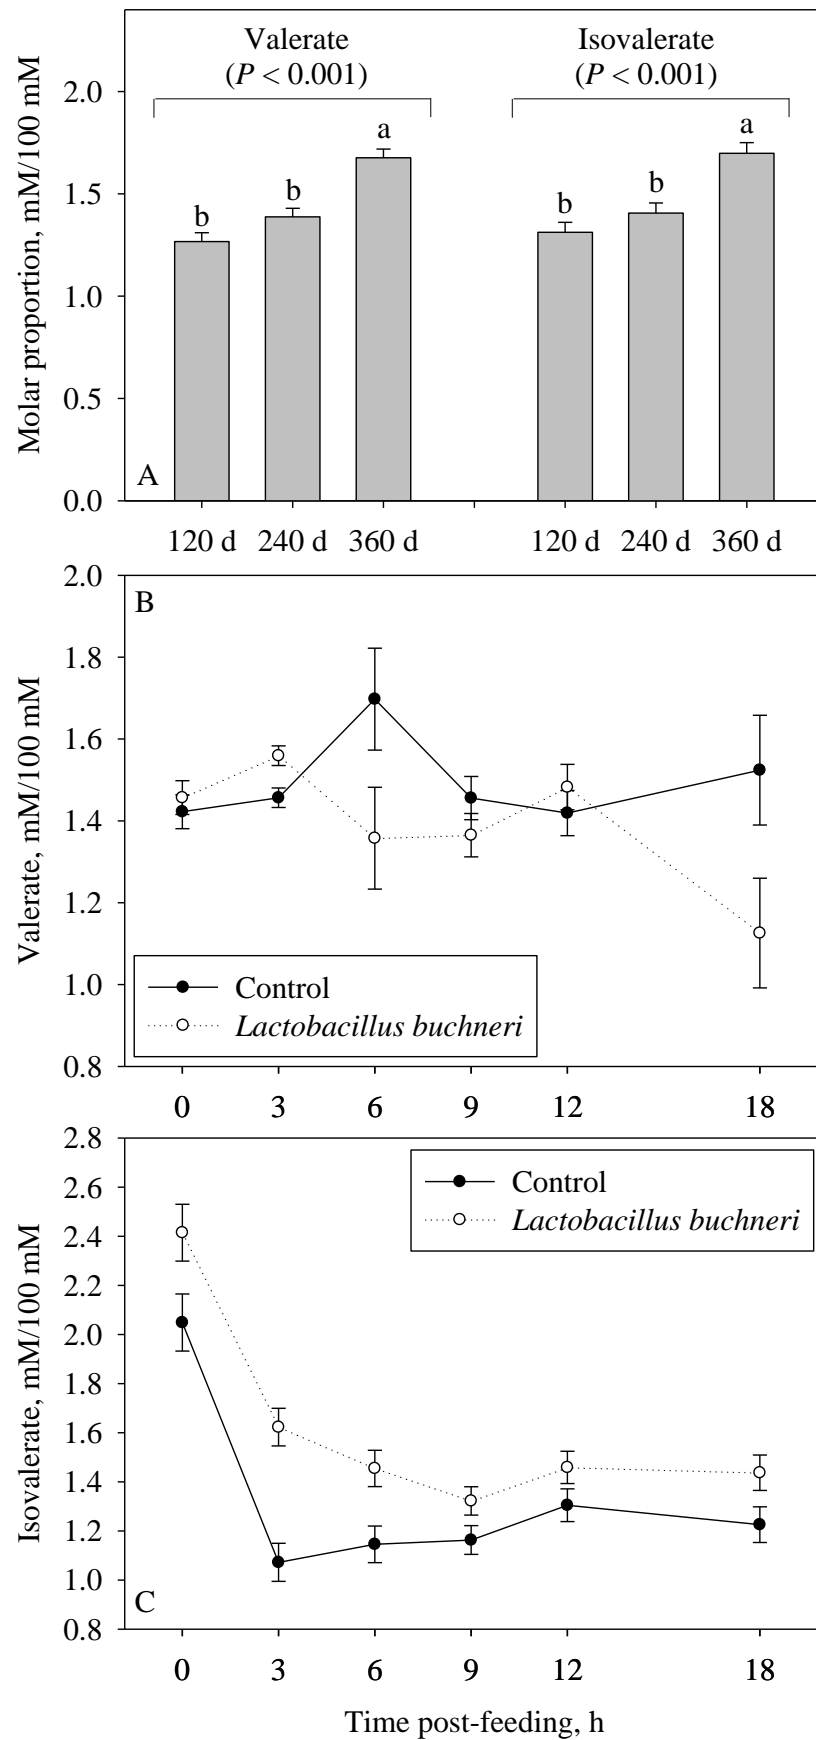 Valerate
(P < 0.001)
Isovalerate
(P < 0.001)
Molar proportion, mM/100 mM
2.0
1.5
1.0
0.5
0.0
b
b
a
b
b
a
A
120 d 240 d 360 d 120 d 240 d 360 d
B
Valerate, mM/100 mM
2.0
1.8
1.6
1.4
1.2
1.0
0.8
Control
Lactobacillus buchneri
0 3 6 9 12 18
Isovalerate, mM/100 mM
2.8
2.6
2.4
2.2
2.0
1.8
1.6
1.4
1.2
1.0
0.8
Control
Lactobacillus buchneri
C
0 3 6 9 12 18
Time post-feeding, h